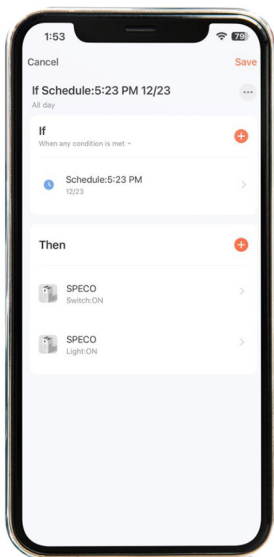 1:53
79
Cancel
Save
If Schedule:5:23 PM 12/23
...
All day
If
When any condition is met
Schedule:5:23 PM
12/23
Then
SPECO
Switch:ON
SPECO
Light:ON